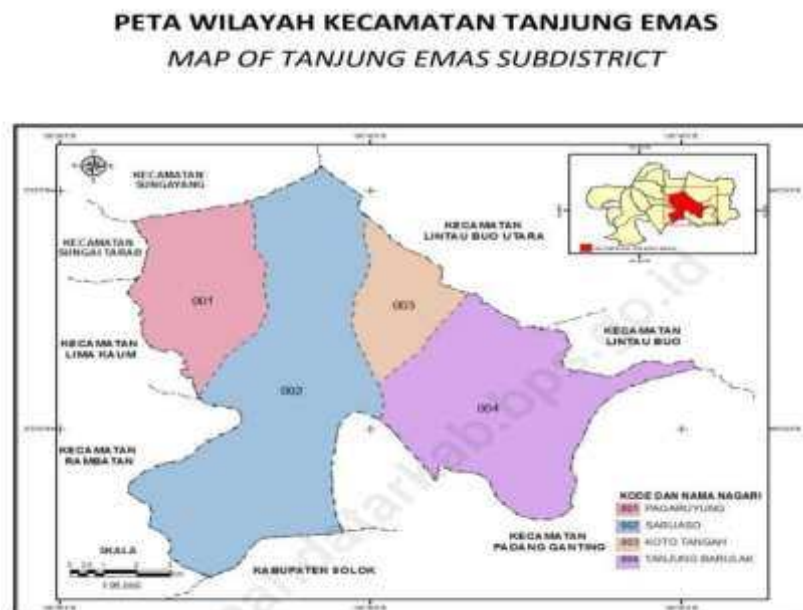 PETA WILAYAH KECAMATAN TANJUNG EMAS
MAP OF TANJUNG EMAS SUBDISTRICT
KECAMATAN
SUNGAYANG
KECAMATAN
LINTAU BUO UTARA
KECAMATAN
SUNGAI TARAB
001
003
KECAMATAN
LIMA KAUM
KECAMATAN
LINTAU BUO
002
004
KECAMATAN
RAMBATAN
KODE DAN NAMA NAGARI
001 PAGARUYUNG
002 SARUASO
003 KOTO TANGAH
004 TANJUNG BARULAK
KECAMATAN
PADANG GANTING
SKALA
KABUPATEN SOLOK